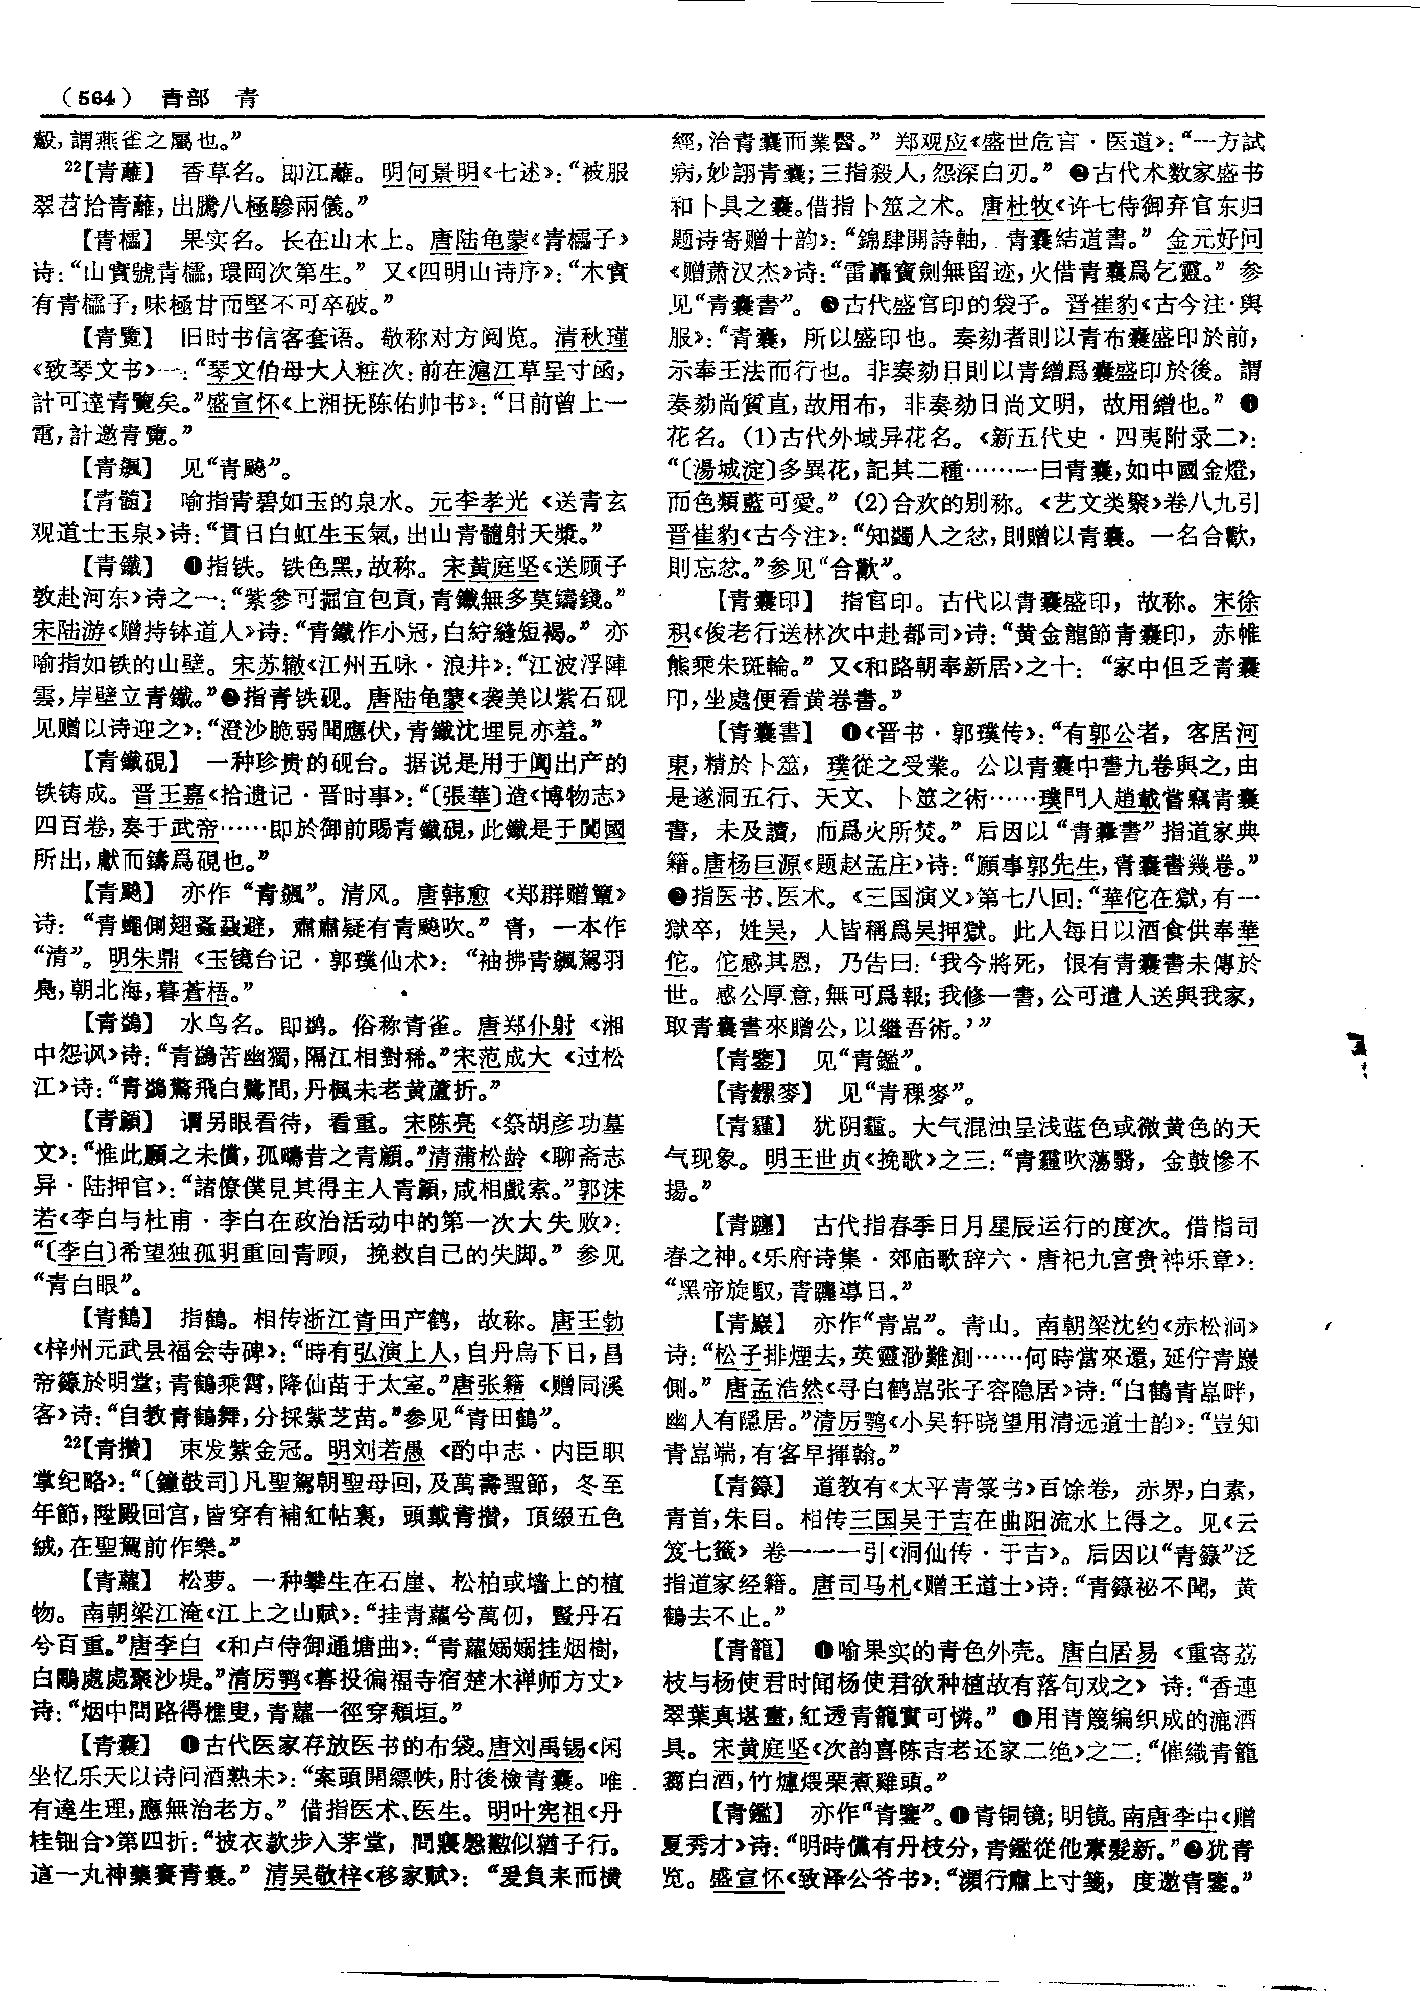 （564） 青部 青
鷇，謂燕雀之屬也。”
22【青蘺】 香草名。即江蘺。明何景明《七述》：“被服
翠苕拾青蘺，出騰八極驂兩儀。”
【青櫺】 果实名。长在山木上。唐陆龟蒙《青櫺子》
诗：“山實號青櫺，環岡次第生。” 又《四明山诗序》：“木實
有青櫺子，味極甘而堅不可卒破。”
【青覽】 旧时书信客套语。敬称对方阅览。清秋瑾
《致琴文书》一：“琴文伯母大人粧次：前在滬江草呈寸函，
計可達青覽矣。”盛宣怀《上湘抚陈佑帅书》：“日前曾上一
電，計邀青覽。”
【青飆】 见“青飈”。
【青髓】 喻指青碧如玉的泉水。元李孝光《送青玄
观道士玉泉》诗：“貫日白虹生玉氣，出山青髓射天漿。”
【青鐵】 ❶指铁。铁色黑，故称。宋黄庭坚《送顾子
敦赴河东》诗之一：“紫參可掘宜包貢，青鐵無多莫鑄錢。”
宋陆游《赠持钵道人》诗：“青鐵作小冠，白紵縫短褐。” 亦
喻指如铁的山壁。宋苏辙《江州五咏·浪井》：“江波浮陣
雲，岸壁立青鐵。”❷指青铁砚。唐陆龟蒙《袭美以紫石砚
见赠以诗迎之》：“澄沙脆弱聞應伏，青鐵沈埋見亦羞。”
【青鐵硯】 一种珍贵的砚台。据说是用于阗出产的
铁铸成。晋王嘉《拾遗记·晋时事》：“〔張華〕造《博物志》
四百卷，奏于武帝……即於御前賜青鐵硯，此鐵是于闐國
所出，獻而鑄爲硯也。”
【青飈】 亦作“青飆”。清风。唐韩愈《郑群赠簟》
诗：“青蠅側翅蚤蝨避，肅肅疑有青飈吹。” 青，一本作
“清”。明朱鼎《玉镜台记·郭璞仙术》：“袖拂青飆駕羽
鳧，朝北海，暮蒼梧。”
【青鷁】 水鸟名。即鹢。俗称青雀。唐郑仆射《湘
中怨讽》诗：“青鷁苦幽獨，隔江相對稀。”宋范成大《过松
江》诗：“青鷁驚飛白鷺間，丹楓未老黄蘆折。”
【青顧】 谓另眼看待，看重。宋陈亮《祭胡彦功墓
文》：“惟此願之未償，孤疇昔之青顧。”清蒲松龄《聊斋志
异·陆押官》：“諸僚僕見其得主人青顧，咸相戲索。”郭沫
若《李白与杜甫·李白在政治活动中的第一次大失败》：
“〔李白〕希望独孤明重回青顾，挽救自己的失脚。” 参见
“青白眼”。
【青鶴】 指鶴。相传浙江青田产鹤，故称。唐王勃
《梓州元武县福会寺碑》：“時有弘演上人，自丹烏下日，昌
帝籙於明堂；青鶴乘霄，降仙苗于太室。”唐张籍《赠同溪
客》诗：“自教青鶴舞，分採紫芝苗。”参见“青田鶴”。
22【青攢】 束发紫金冠。明刘若愚《酌中志·内臣职
掌纪略》：“〔鐘鼓司〕凡聖駕朝聖母回，及萬壽聖節，冬至
年節，陞殿回宫，皆穿有補紅帖裏，頭戴青攢，頂綴五色
絨，在聖駕前作樂。”
【青蘿】 松萝。一种攀生在石崖、松柏或墙上的植
物。南朝梁江淹《江上之山赋》：“挂青蘿兮萬仞，豎丹石
兮百重。”唐李白《和卢侍御通塘曲》：“青蘿嫋嫋挂烟樹，
白鷴處處聚沙堤。”清厉鹗《暮投徧福寺宿楚木禅师方丈》
诗：“烟中問路得樵叟，青蘿一徑穿頹垣。”
【青囊】 ❶古代医家存放医书的布袋。唐刘禹锡《闲
坐忆乐天以诗问酒熟未》：“案頭開縹帙，肘後檢青囊。唯
有達生理，應無治老方。” 借指医术、医生。明叶宪祖《丹
桂钿合》第四折：“披衣款步入茅堂，問寢慇懃似猶子行。
這一丸神藥賽青囊。” 清吴敬梓《移家赋》：“爰負耒而横
經，治青囊而業醫。” 郑观应《盛世危言·医道》：“一方試
病，妙詡青囊；三指殺人，怨深白刃。” ❷古代术数家盛书
和卜具之囊。借指卜筮之术。唐杜牧《许七侍御弃官东归
题诗寄赠十韵》：“錦肆開詩軸，青囊結道書。” 金元好问
《赠萧汉杰》诗：“雷轟寶劍無留迹，火借青囊爲乞靈。” 参
见“青囊書”。❸古代盛官印的袋子。晋崔豹《古今注·舆
服》：“青囊，所以盛印也。奏劾者則以青布囊盛印於前，
示奉王法而行也。非奏劾日則以青繒爲囊盛印於後。謂
奏劾尚質直，故用布，非奏劾日尚文明，故用繒也。” ❹
花名。(1)古代外域异花名。《新五代史·四夷附录二》：
“〔湯城淀〕多異花，記其二種……一曰青囊，如中國金燈，
而色類藍可愛。” (2)合欢的别称。《艺文类聚》卷八九引
晋崔豹《古今注》：“知蠲人之忿，則赠以青囊。一名合歡，
則忘忿。”参见“合歡”。
【青囊印】 指官印。古代以青囊盛印，故称。宋徐
积《俊老行送林次中赴都司》诗：“黄金龍節青囊印，赤帷
熊乘朱斑輪。” 又《和路朝奉新居》之十：“家中但乏青囊
印，坐處便看黄卷書。”
【青囊書】 ❶《晋书·郭璞传》：“有郭公者，客居河
東，精於卜筮，璞從之受業。公以青囊中書九卷與之，由
是遂洞五行、天文、卜筮之術……璞門人趙載嘗竊青囊
書，未及讀，而爲火所焚。” 后因以“青囊書”指道家典
籍。唐杨巨源《题赵孟庄》诗：“願事郭先生，青囊書幾卷。”
❷指医书、医术。《三国演义》第七八回：“華佗在獄，有一
獄卒，姓吴，人皆稱爲吴押獄。此人每日以酒食供奉華
佗。佗感其恩，乃告曰：‘我今將死，恨有青囊書未傳於
世。感公厚意，無可爲報；我修一書，公可遣人送與我家，
取青囊書來贈公，以繼吾術。’”
【青鑒】 见“青鑑”。
【青䴹麥】 见“青稞麥”。
【青霾】 犹阴霾。大气混浊呈浅蓝色或微黄色的天
气现象。明王世贞《挽歌》之三：“青霾吹蕩翳，金鼓慘不
揚。”
【青躔】 古代指春季日月星辰运行的度次。借指司
春之神。《乐府诗集·郊庙歌辞六·唐祀九宫贵神乐章》：
“黑帝旋馭，青躔導日。”
【青巖】 亦作“青嵓”。青山。南朝梁沈约《赤松涧》
诗：“松子排煙去，英靈渺難測……何時當來還，延佇青巖
側。” 唐孟浩然《寻白鹤嵓张子容隐居》诗：“白鶴青嵓畔，
幽人有隱居。”清厉鹗《小吴轩晓望用清远道士韵》：“豈知
青嵓端，有客早揮翰。”
【青籙】 道教有《太平青箓书》百馀卷，赤界，白素，
青首，朱目。相传三国吴于吉在曲阳流水上得之。见《云
笈七籤》卷一一一引《洞仙传·于吉》。后因以“青籙”泛
指道家经籍。唐司马札《赠王道士》诗：“青籙祕不聞，黄
鶴去不止。”
【青籠】 ❶喻果实的青色外壳。唐白居易《重寄荔
枝与杨使君时闻杨使君欲种植故有落句戏之》诗：“香連
翠葉真堪畫，紅透青籠實可憐。” ❶用青篾编织成的漉酒
具。宋黄庭坚《次韵喜陈吉老还家二绝》之二：“催織青籠
篘白酒，竹爐煨栗煮雞頭。”
【青鑑】 亦作“青鑒”。❶青铜镜；明镜。南唐李中《赠
夏秀才》诗：“明時儻有丹枝分，青鑑從他素髮新。”❷犹青
览。盛宣怀《致泽公爷书》：“瀕行肅上寸箋，度邀青鑒。”